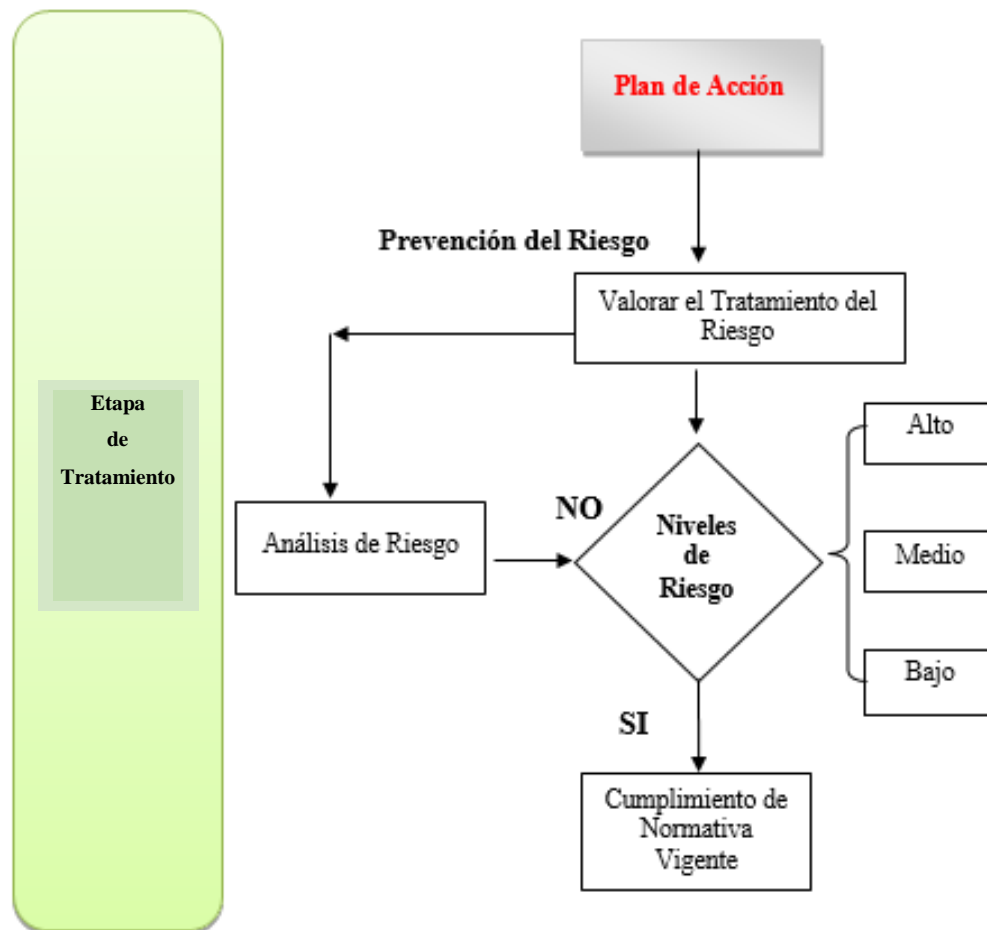 Plan de Acción
Prevención del Riesgo
Valorar el Tratamiento del
Riesgo
Etapa
de
Tratamiento
Análisis de Riesgo
NO
Niveles
de
Riesgo
Alto
Medio
Bajo
SI
Cumplimiento de
Normativa
Vigente